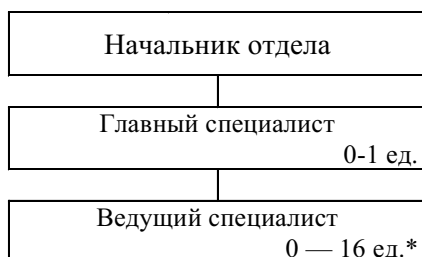 Начальник отдела
Главный специалист
0-1 ед.
Ведущий специалист
0 — 16 ед.*